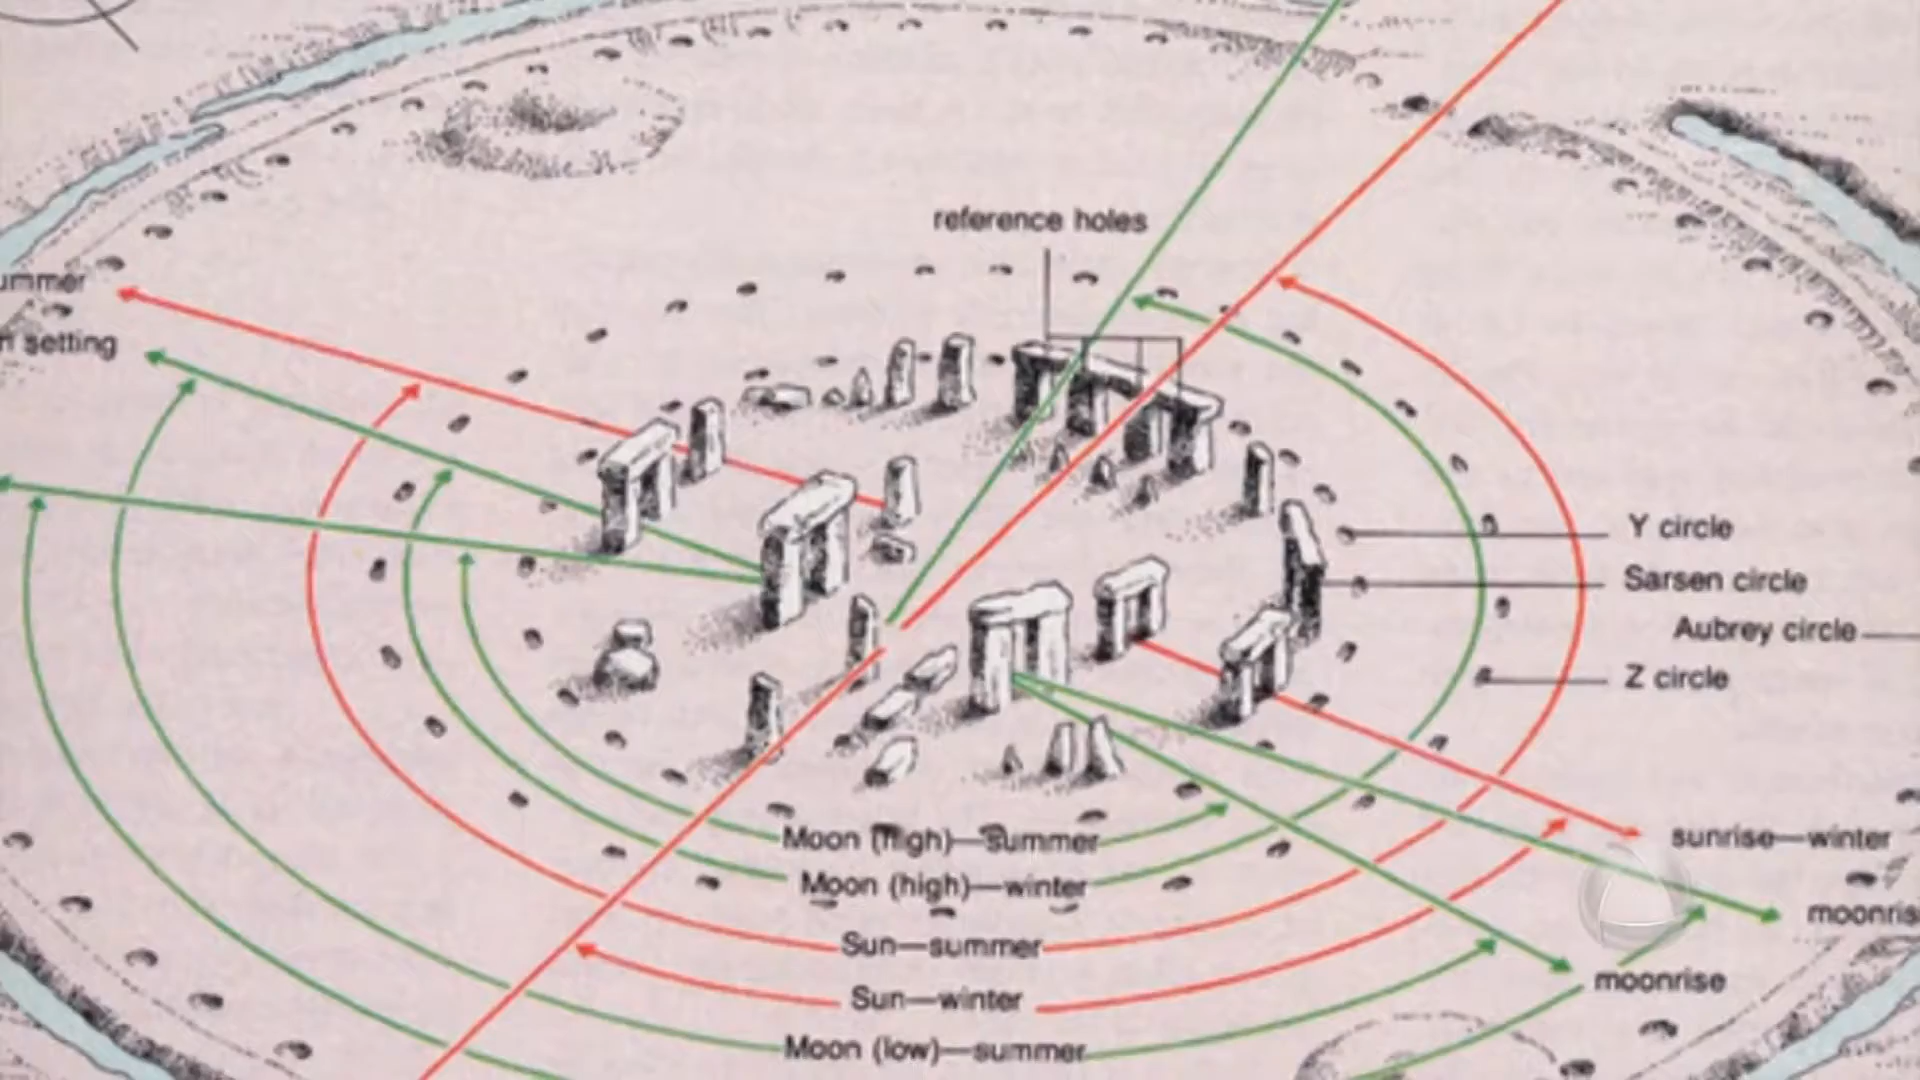 reference holes
ummer
setting
Y circle
Sarsen circle
Aubrey circle
Z circle
Moon (high)—summer
Moon (high)—winter
Sun—summer
Sun—winter
Moon (low)—summer
sunrise—winter
moonris
moonrise